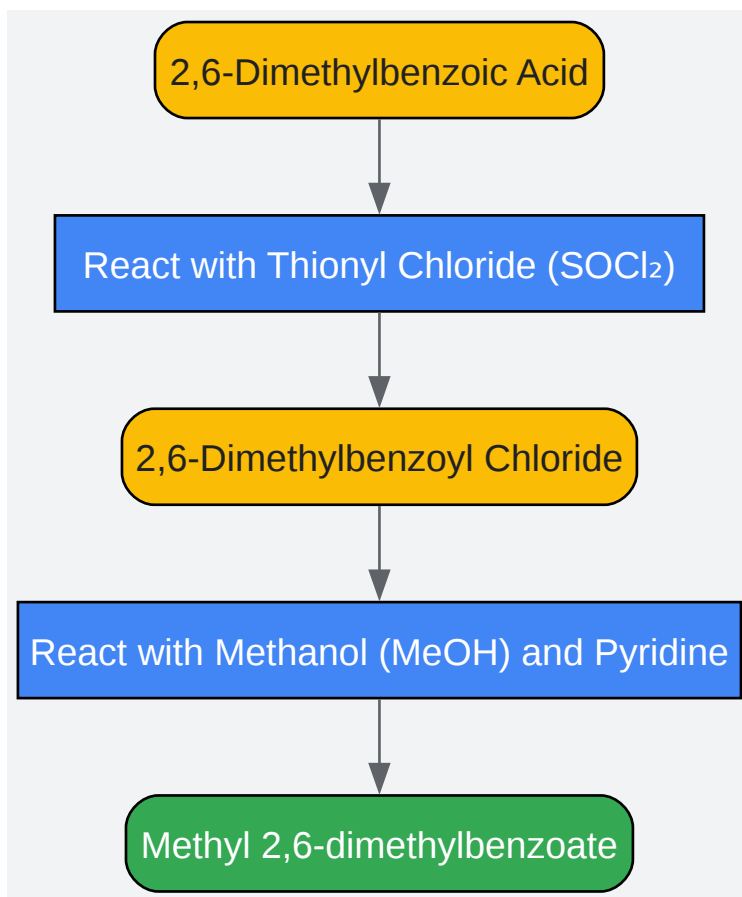 2,6-Dimethylbenzoic Acid
React with Thionyl Chloride (SOCl₂)
2,6-Dimethylbenzoyl Chloride
React with Methanol (MeOH) and Pyridine
Methyl 2,6-dimethylbenzoate